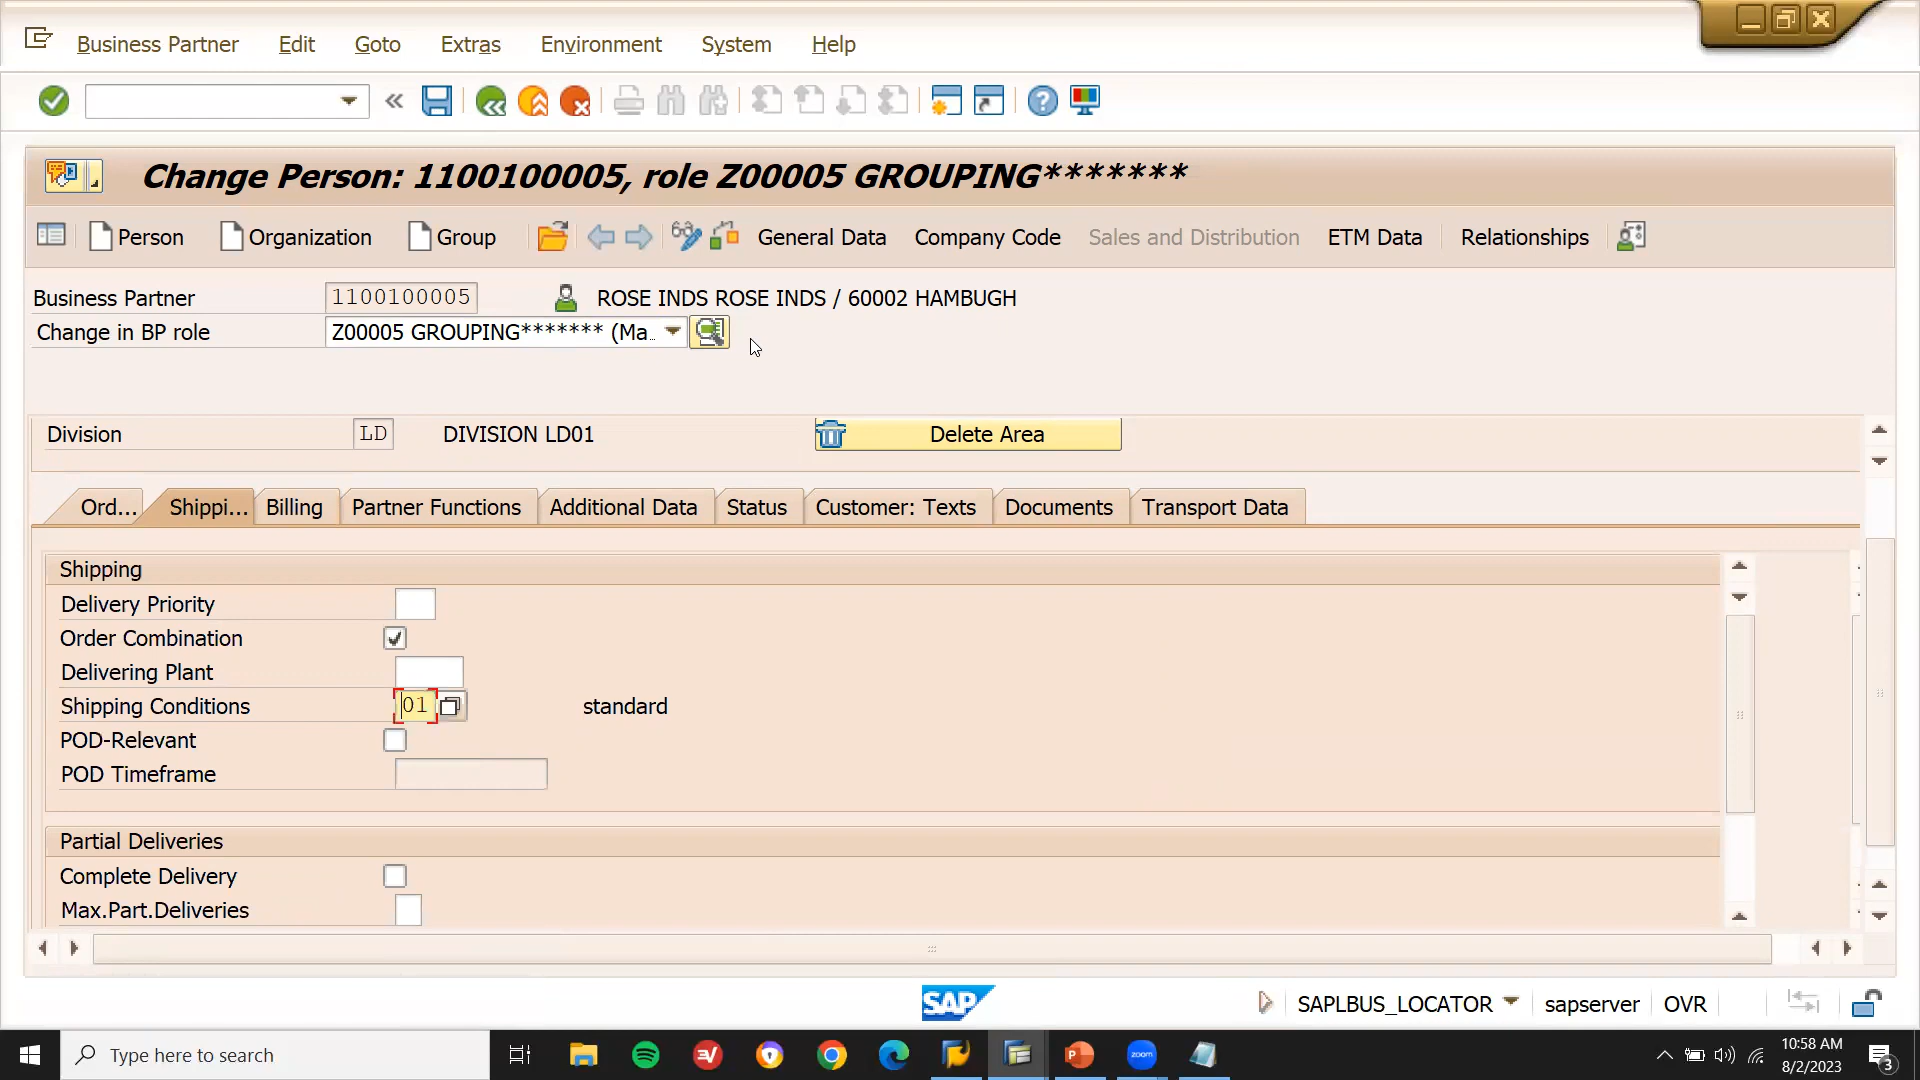 Business Partner Edit Goto Extras Environment System Help
Change Person: 1100100005, role Z00005 GROUPING*******
Person Organization Group General Data Company Code Sales and Distribution ETM Data Relationships
Business Partner 1100100005 ROSE INDS ROSE INDS / 60002 HAMBUGH
Change in BP role Z00005 GROUPING******* (Ma...
Division LD DIVISION LD01 Delete Area
Ord... Shippi... Billing Partner Functions Additional Data Status Customer: Texts Documents Transport Data
Shipping
Delivery Priority
Order Combination
Delivering Plant
Shipping Conditions 01 standard
POD-Relevant
POD Timeframe
Partial Deliveries
Complete Delivery
Max.Part.Deliveries
SAP SAPLBUS_LOCATOR sapserver OVR
Type here to search zoom 10:58 AM
8/2/2023 3